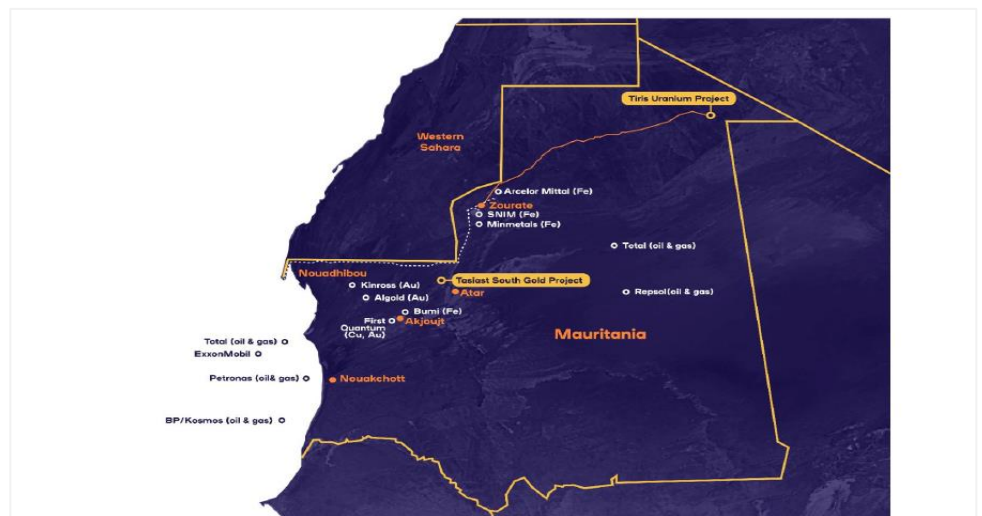 Tiris Uranium Project
Western
Sahara
Arcelor Mittal (Fe)
Zourate
SNIM (Fe)
Minmetals (Fe)
Total (oil & gas)
Nouadhibou
Tasiast South Gold Project
Kinross (Au)
Atar
Repsol(oil & gas)
Algold (Au)
Bumi (Fe)
First
Akjoujt
Quantum
(Cu, Au)
Mauritania
Total (oil & gas)
ExxonMobil
Petronas (oil& gas)
Nouakchott
BP/Kosmos (oil & gas)